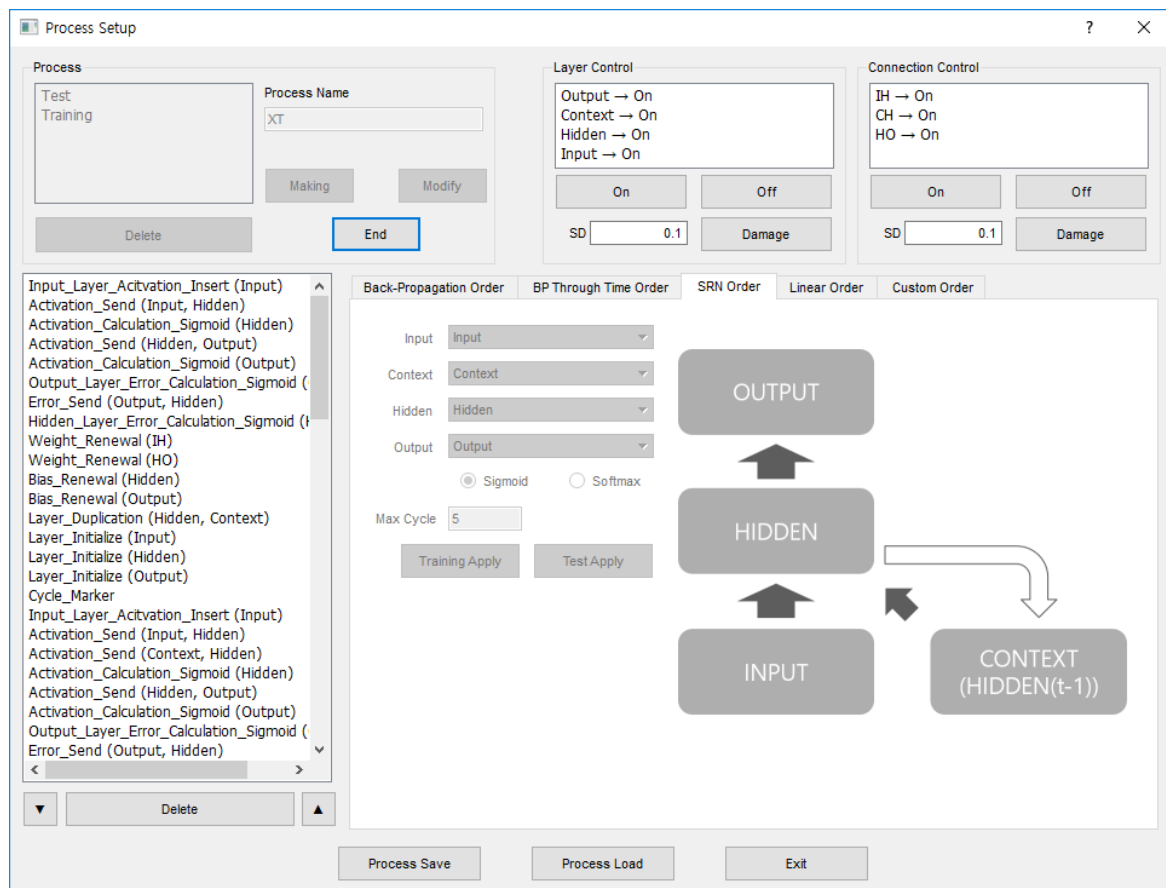 Process Setup
?
Process
Test
Training
Process Name
XT
Making
Modify
Delete
End
Layer Control
Output → On
Context → On
Hidden → On
Input → On
On
Off
SD
0.1
Damage
Connection Control
IH → On
CH → On
HO → On
On
Off
SD
0.1
Damage
Input_Layer_Acitvation_Insert (Input)
Activation_Send (Input, Hidden)
Activation_Calculation_Sigmoid (Hidden)
Activation_Send (Hidden, Output)
Activation_Calculation_Sigmoid (Output)
Output_Layer_Error_Calculation_Sigmoid (
Error_Send (Output, Hidden)
Hidden_Layer_Error_Calculation_Sigmoid (H
Weight_Renewal (IH)
Weight_Renewal (HO)
Bias_Renewal (Hidden)
Bias_Renewal (Output)
Layer_Duplication (Hidden, Context)
Layer_Initialize (Input)
Layer_Initialize (Hidden)
Layer_Initialize (Output)
Cycle_Marker
Input_Layer_Acitvation_Insert (Input)
Activation_Send (Input, Hidden)
Activation_Send (Context, Hidden)
Activation_Calculation_Sigmoid (Hidden)
Activation_Send (Hidden, Output)
Activation_Calculation_Sigmoid (Output)
Output_Layer_Error_Calculation_Sigmoid (
Error_Send (Output, Hidden)
▼
Delete
▲
Back-Propagation Order
BP Through Time Order
SRN Order
Linear Order
Custom Order
Input
Input
Context
Context
Hidden
Hidden
Output
Output
Sigmoid
Softmax
Max Cycle
5
Training Apply
Test Apply
OUTPUT
HIDDEN
INPUT
CONTEXT
(HIDDEN(t-1))
Process Save
Process Load
Exit